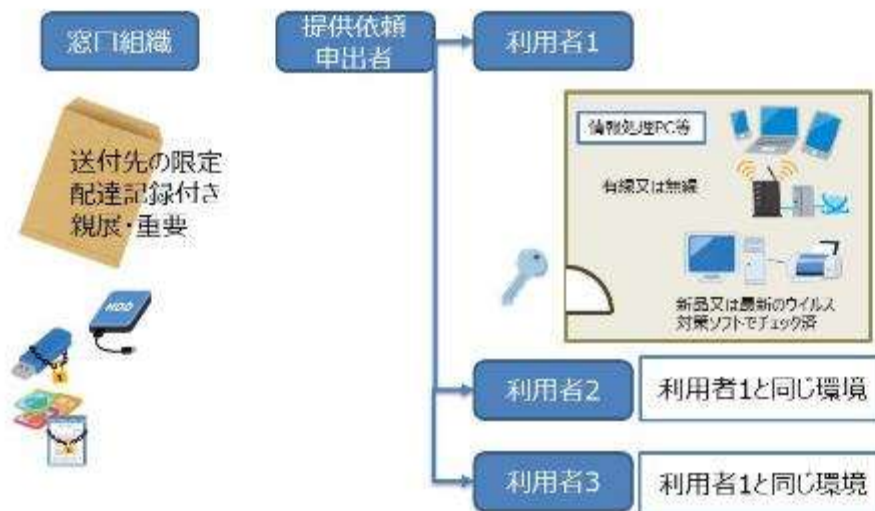 窓口組織
提供依頼
申出者
利用者1
送付先の限定
配達記録付き
親展・重要
HDD
情報処理PC等
有線又は無線
新品又は最新のウイルス
対策ソフトでチェック済
利用者2
利用者1と同じ環境
利用者3
利用者1と同じ環境